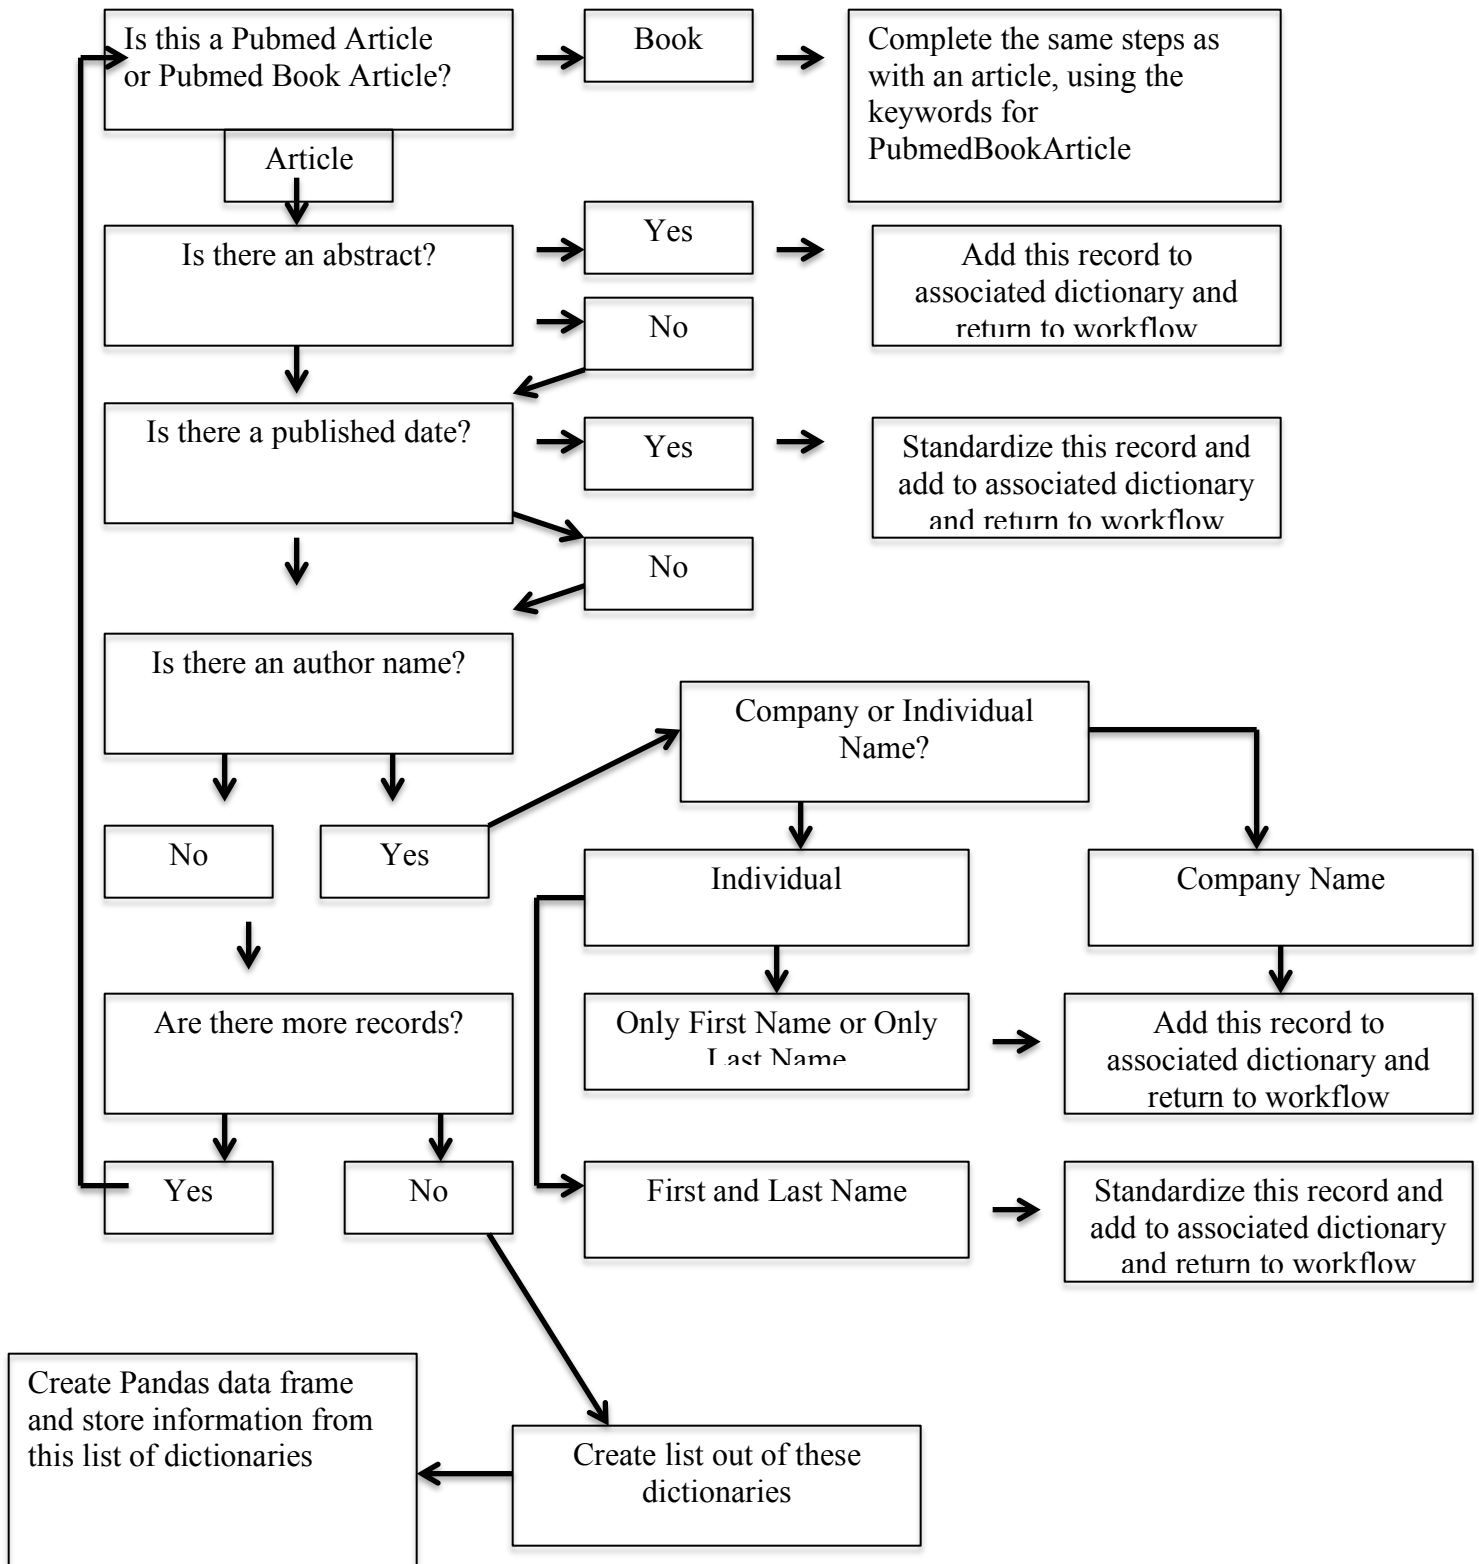 Is this a Pubmed Article
or Pubmed Book Article?
Book
Complete the same steps as
with an article, using the
keywords for
PubmedBookArticle
Article
Is there an abstract?
Yes
Add this record to
associated dictionary and
return to workflow
No
Is there a published date?
Yes
Standardize this record and
add to associated dictionary
and return to workflow
No
Is there an author name?
Company or Individual
Name?
No
Yes
Individual
Company Name
Are there more records?
Only First Name or Only
Last Name
Add this record to
associated dictionary and
return to workflow
Yes
No
First and Last Name
Standardize this record and
add to associated dictionary
and return to workflow
Create Pandas data frame
and store information from
this list of dictionaries
Create list out of these
dictionaries